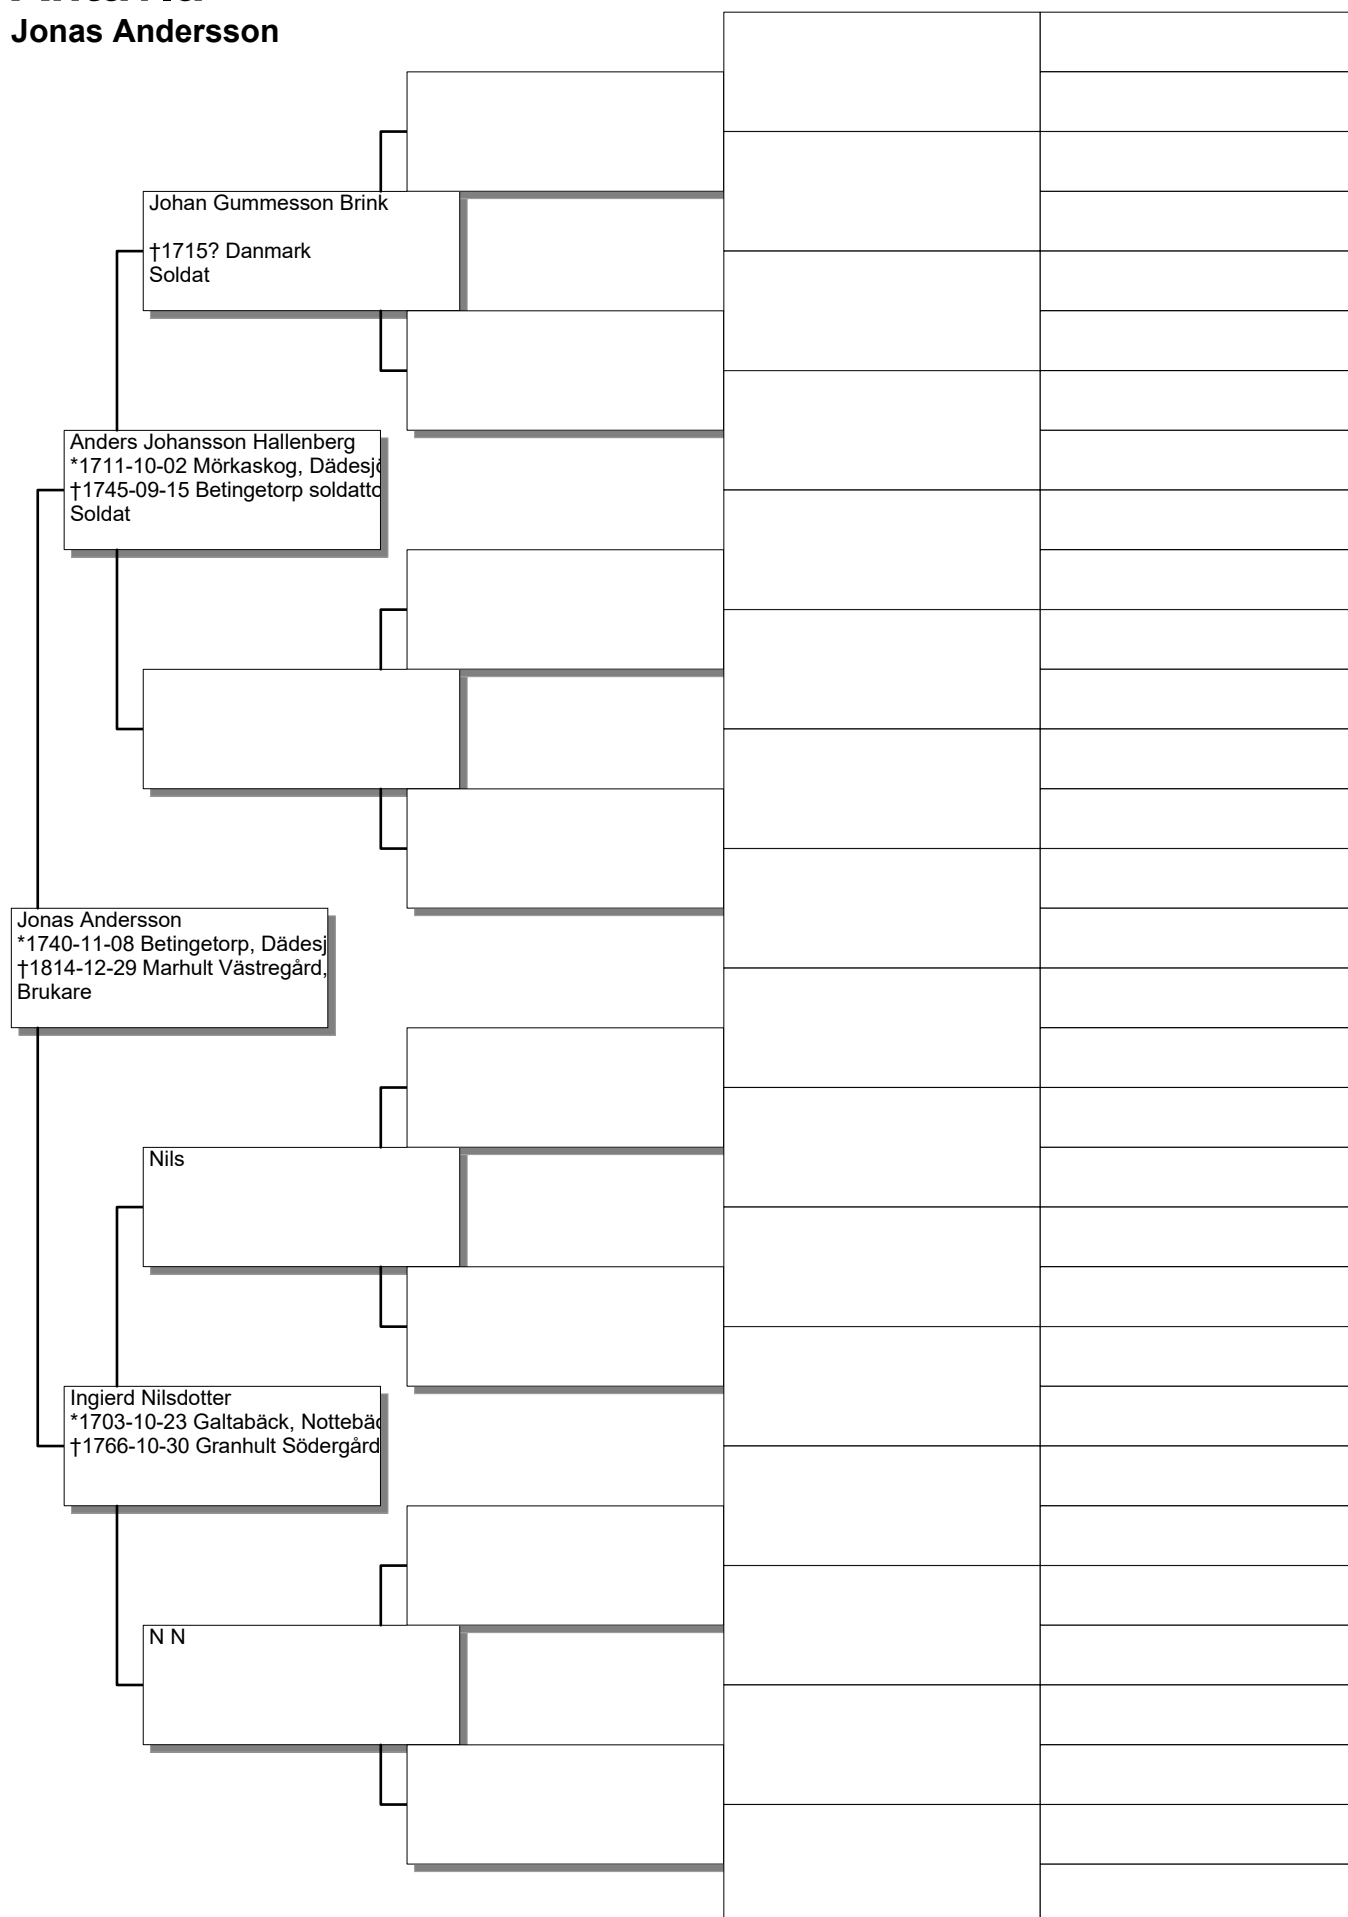 Jonas Andersson
Johan Gummesson Brink
†1715? Danmark
Soldat
Anders Johansson Hallenberg
*1711-10-02 Mörkaskog, Dädesjö
†1745-09-15 Betingetorp soldatto
Soldat
Jonas Andersson
*1740-11-08 Betingetorp, Dädesj
†1814-12-29 Marhult Västregård,
Brukare
Nils
Ingierd Nilsdotter
*1703-10-23 Galtabäck, Nottebäc
†1766-10-30 Granhult Södergård
N N